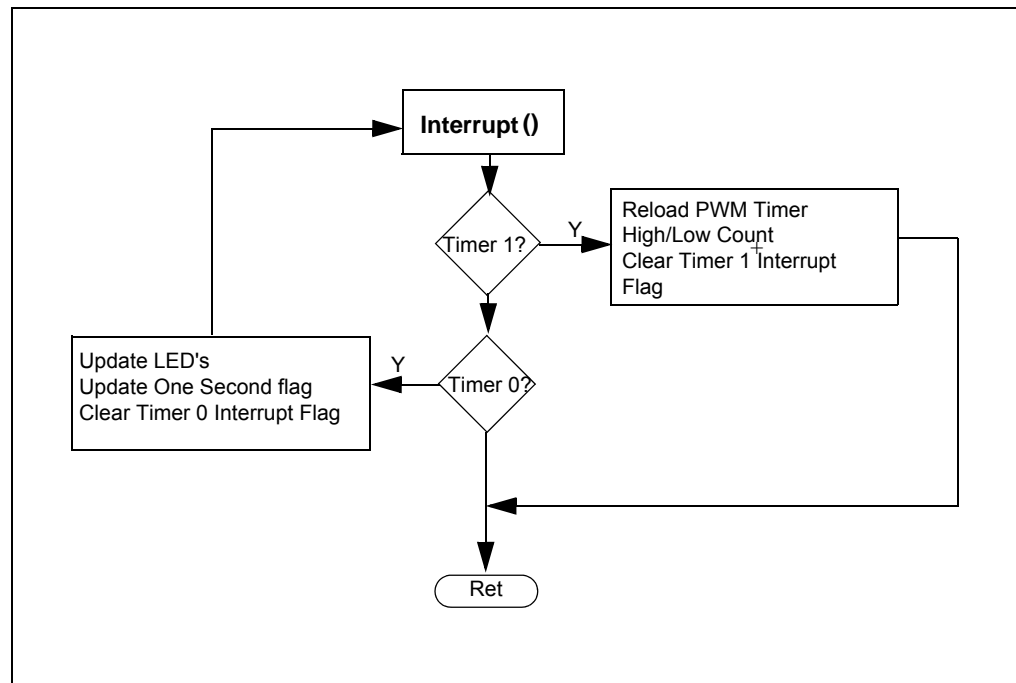 Interrupt()
Timer 1?
Y
Reload PWM Timer
High/Low Count
Clear Timer 1 Interrupt
Flag
Update LED's
Update One Second flag
Clear Timer 0 Interrupt Flag
Y
Timer 0?
Ret